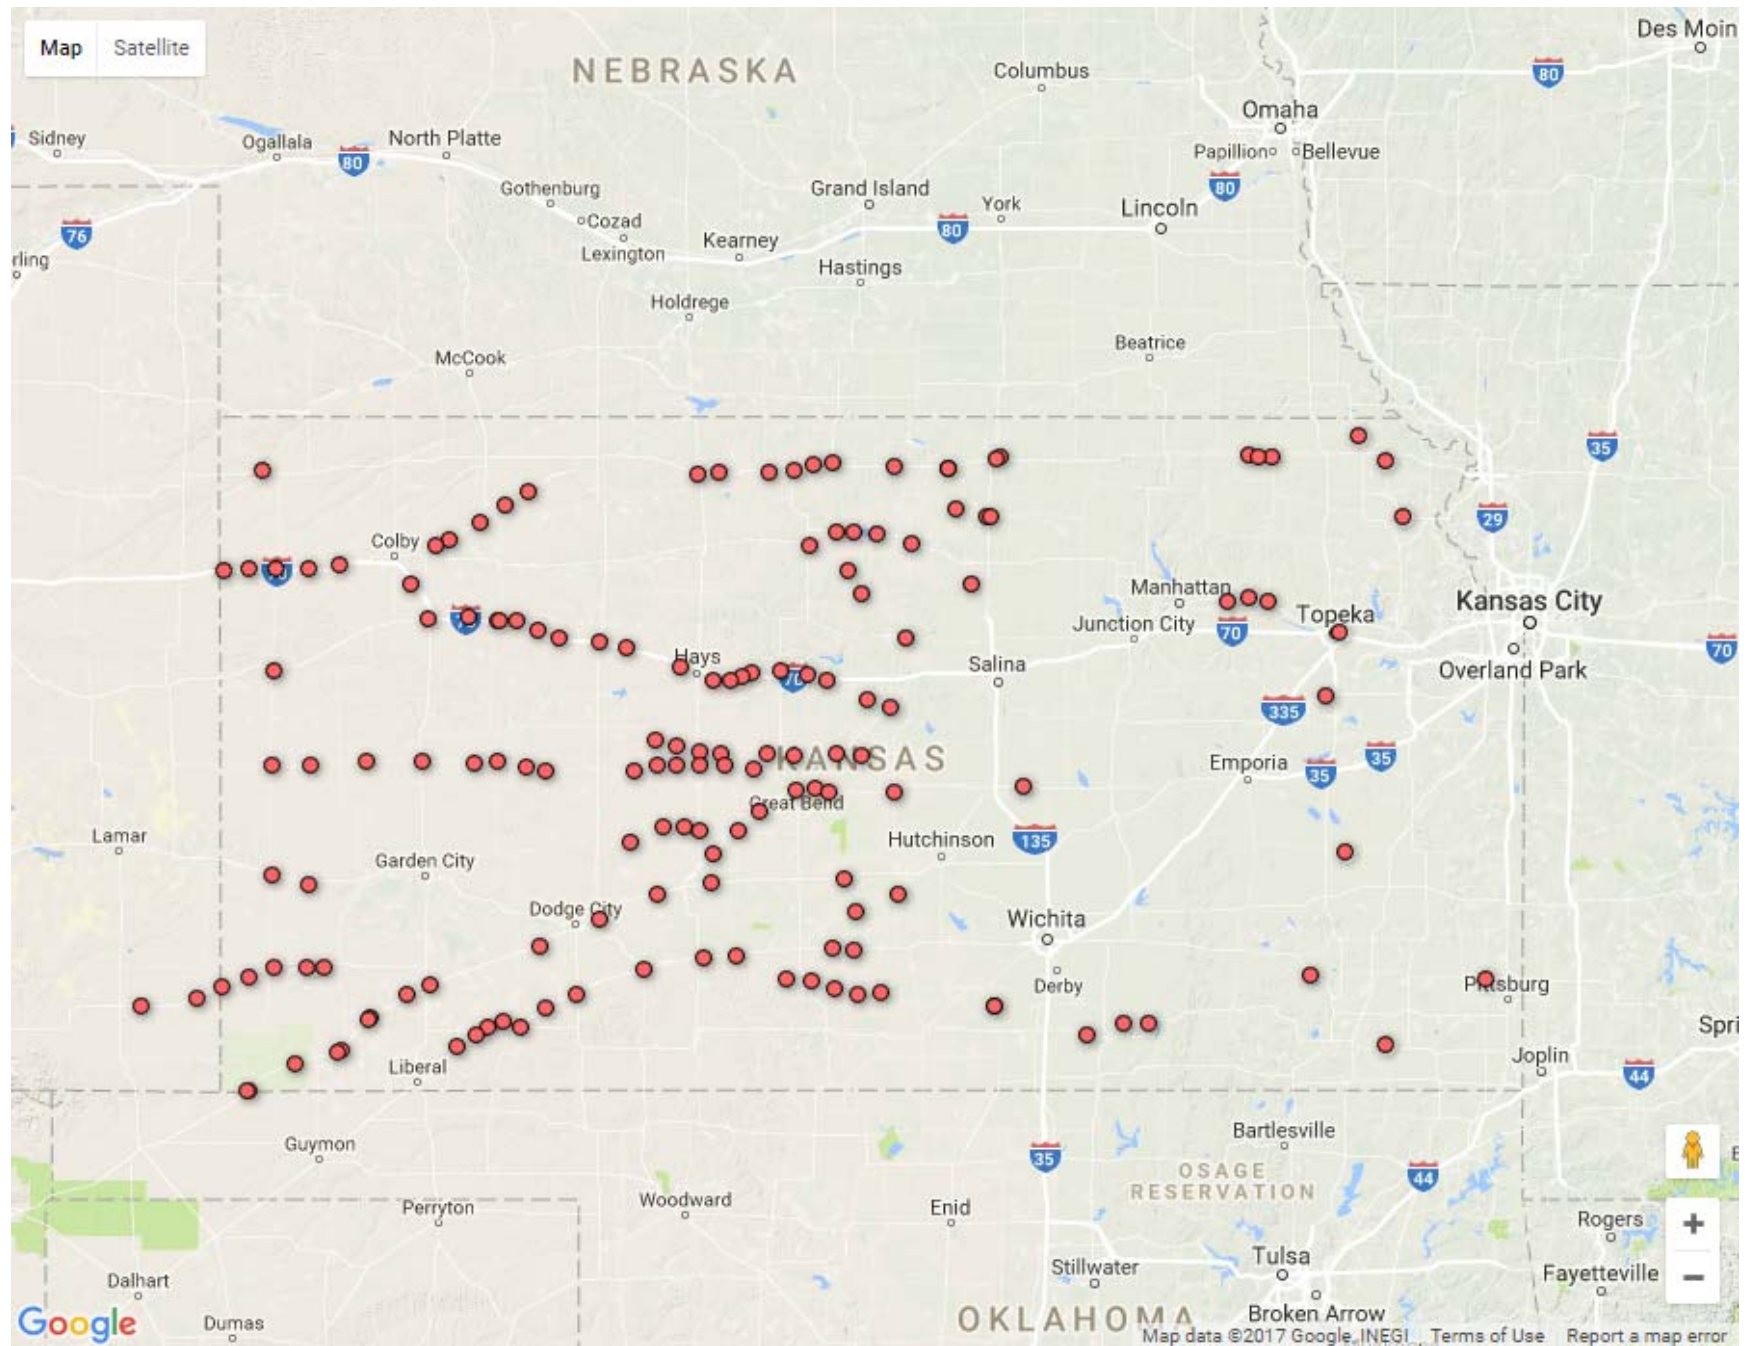 Map Satellite
Des Moin
NEBRASKA
Columbus
80
Omaha
Sidney
Ogallala
North Platte
80
Papillion
Bellevue
Gothenburg
Grand Island
80
Cozad
York
Lincoln
76
Kearney
80
Lexington
rling
Hastings
Holdrege
Beatrice
McCook
35
29
Colby
Manhattan
Kansas City
Topeka
Junction City
70
70
Hays
Salina
Overland Park
70
335
KANSAS
Emporia
35
35
Great Bend
Lamar
Hutchinson
135
Garden City
Dodge City
Wichita
Derby
Pittsburg
Spri
Liberal
Joplin
44
Bartlesville
Guymon
35
OSAGE
RESERVATION
44
Woodward
Perryton
Enid
Rogers
+
Tulsa
Stillwater
Dalhart
Fayetteville
−
Google
Dumas
OKLAHOMA
Broken Arrow
Map data ©2017 Google, INEGI Terms of Use Report a map error